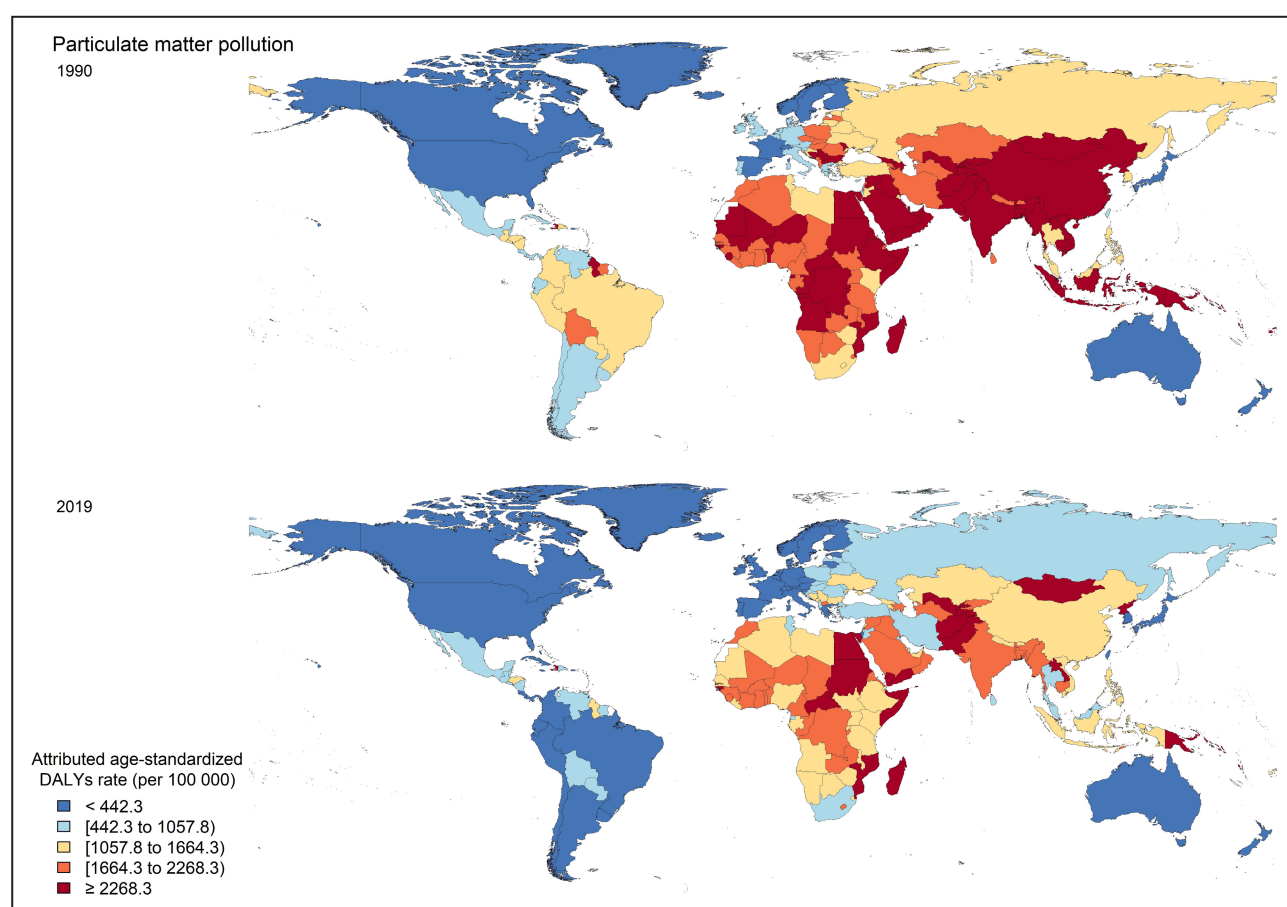 Particulate matter pollution
1990
2019
Attributed age-standardized
DALYs rate (per 100 000)
< 442.3
[442.3 to 1057.8)
[1057.8 to 1664.3)
[1664.3 to 2268.3)
≥ 2268.3